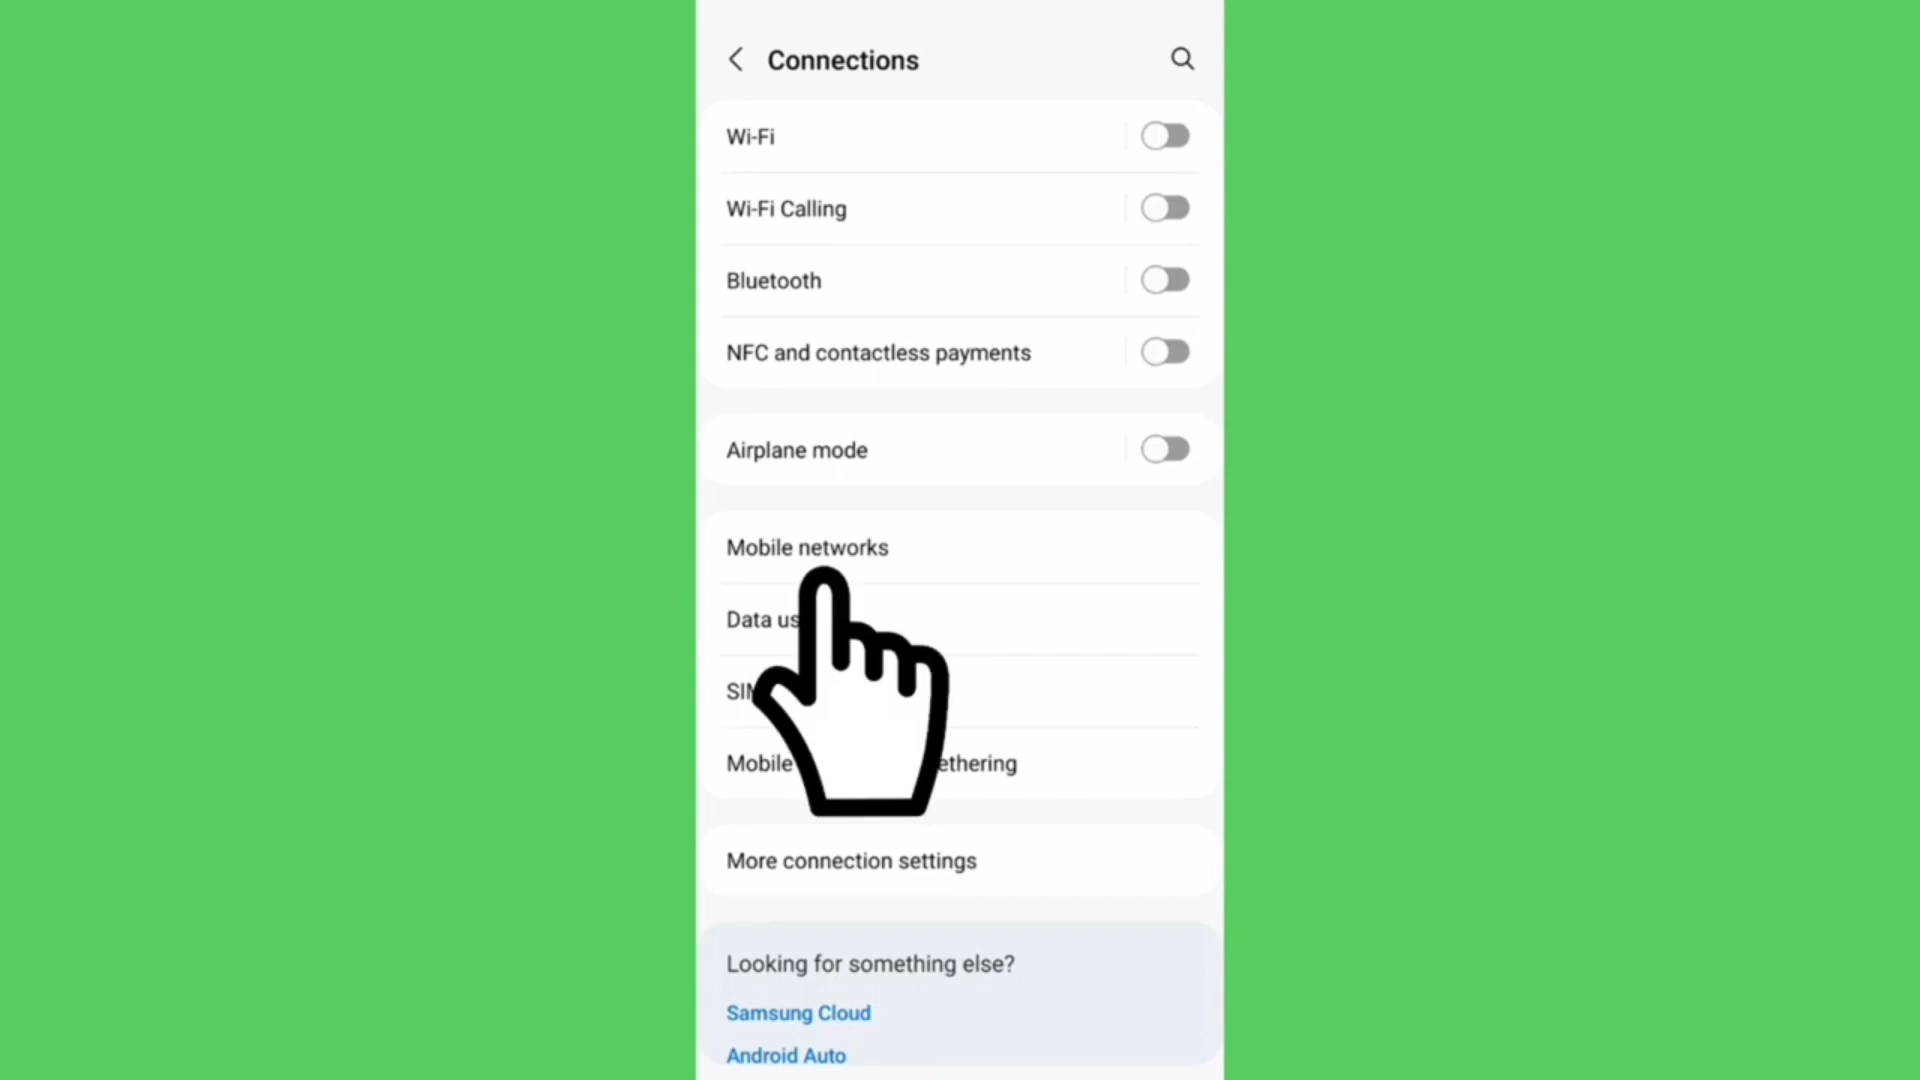 Connections
Wi-Fi
Wi-Fi Calling
Bluetooth
NFC and contactless payments
Airplane mode
Mobile networks
Data us
SI
Mobile ethering
More connection settings
Looking for something else?
Samsung Cloud
Android Auto